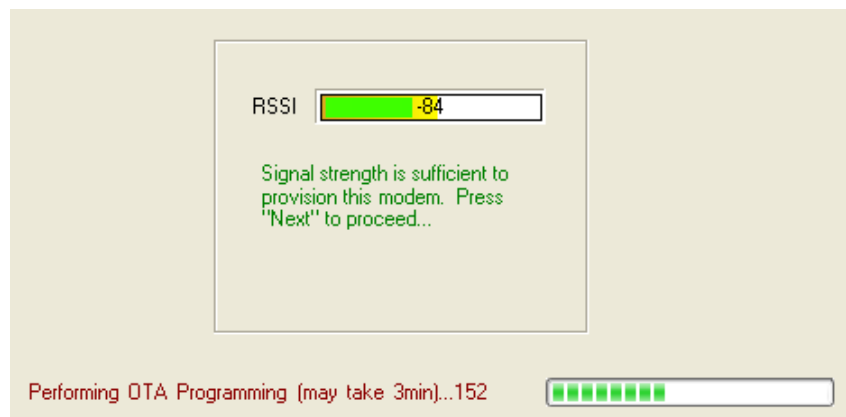 RSSI -84
Signal strength is sufficient to
provision this modem. Press
"Next" to proceed...
Performing OTA Programming (may take 3min)...152